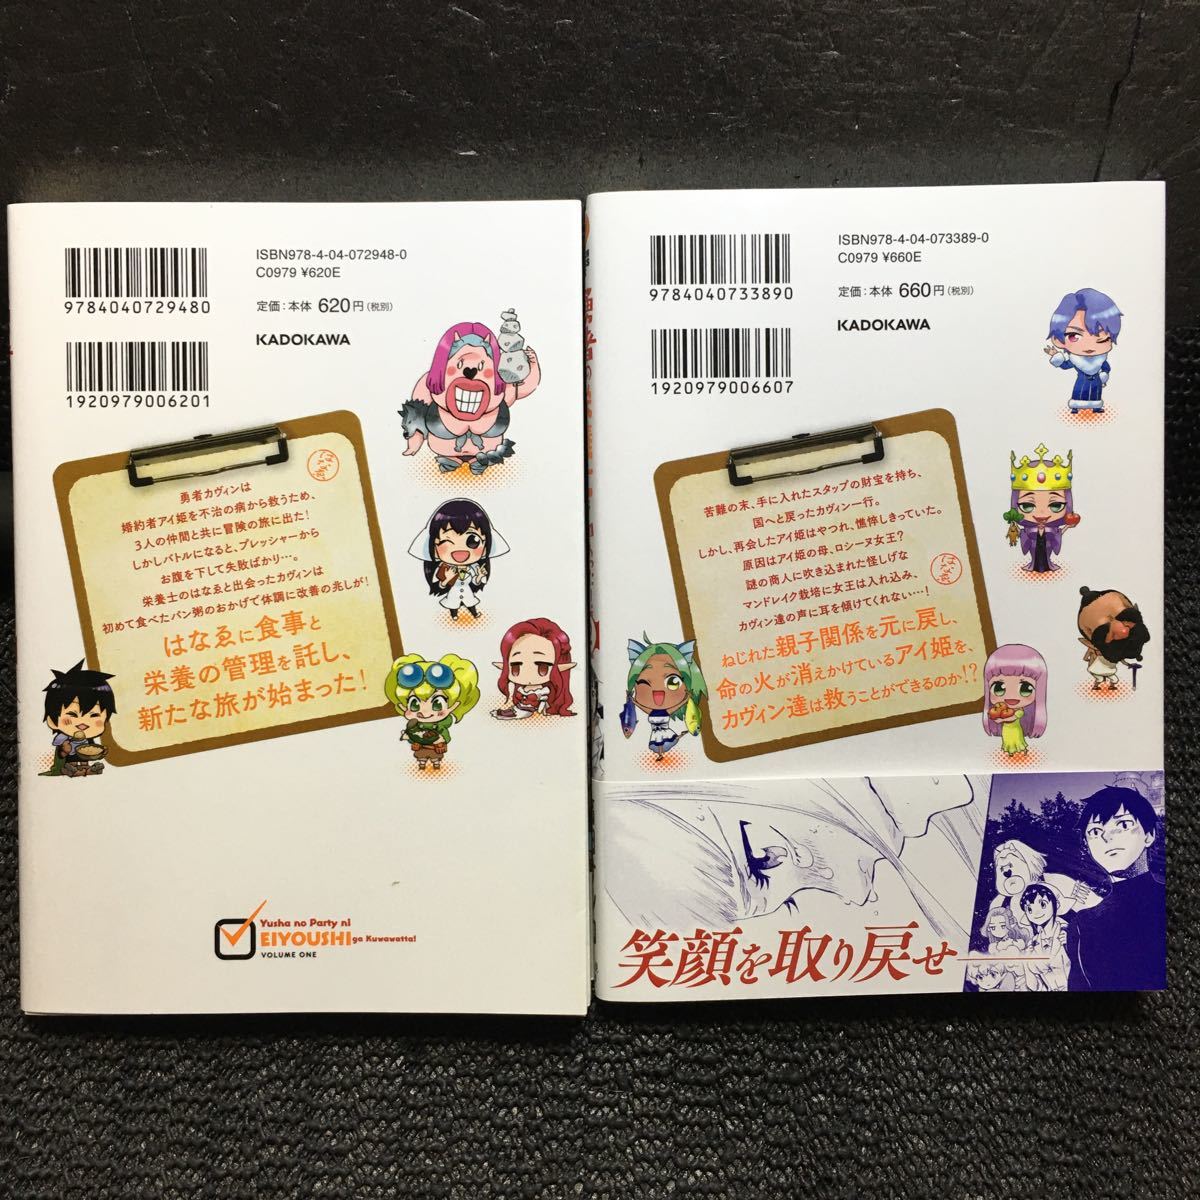 ISBN978-4-04-072948-0
C0979 ¥620E
9784040729480
定価:本体 620円(税別)
KADOKAWA
1920979006201
はなゑ
勇者カヴィンは
婚約者アイ姫を不治の病から救うため、
3人の仲間と共に冒険の旅に出た!
しかしバトルになると、プレッシャーから
お腹を下して失敗ばかり…。
栄養士のはなゑと出会ったカヴィンは
初めて食べたパン粥のおかげで体調に改善の兆しが!
はなゑに食事と
栄養の管理を託し、
新たな旅が始まった!
Yusha no Party ni
EIYOUSHI ga Kuwawatta!
VOLUME ONE
ISBN978-4-04-073389-0
C0979 ¥660E
9784040733890
定価:本体 660円(税別)
KADOKAWA
1920979006607
苦難の末、手に入れたスタップの財宝を持ち、
国へと戻ったカヴィン一行。
しかし、再会したアイ姫はやつれ、憔悴しきっていた。
原因はアイ姫の母、ロシーヌ女王?
謎の商人に吹き込まれた怪しげな
マンドレイク栽培に女王は入れ込み、
カヴィン達の声に耳を傾けてくれない…!
はなゑ
ねじれた親子関係を元に戻し、
命の火が消えかけているアイ姫を、
カヴィン達は救うことができるのか!?
笑顔を取り戻せ